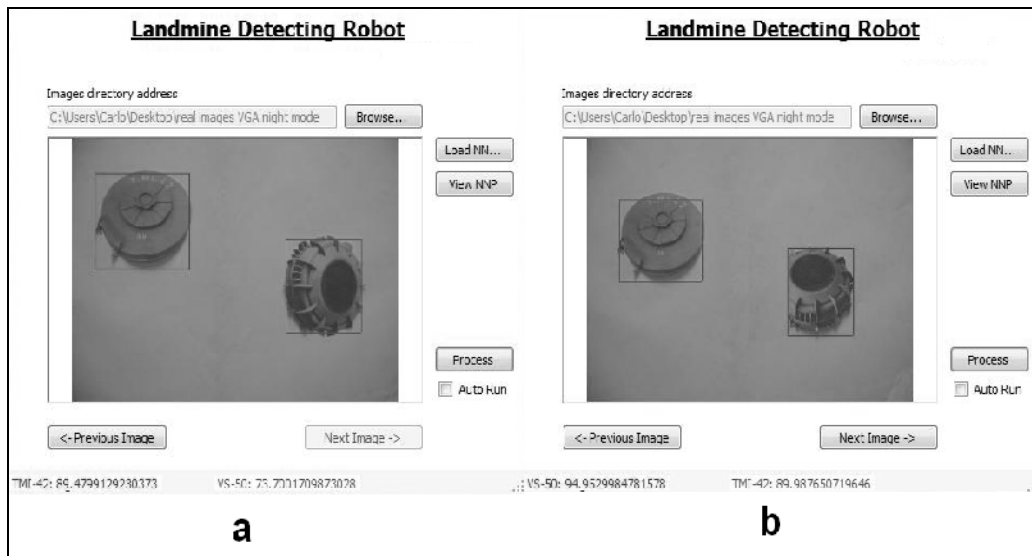 Landmine Detecting Robot
Images directory address
C:\Users\Carlo\Desktop\real images VGA night mode
Browse...
Load NN...
View NNP
Process
Auto Run
<- Previous Image
Next Image ->
TMI-42: 89.4799129230373
VS-50: 73.7001709873028
a
Landmine Detecting Robot
Images directory address
C:\Users\Carlo\Desktop\real images VGA night mode
Browse...
Load NN...
View NNP
Process
Auto Run
<- Previous Image
Next Image ->
VS-50: 94.9529984781578
TMI-42: 89.987650719646
b